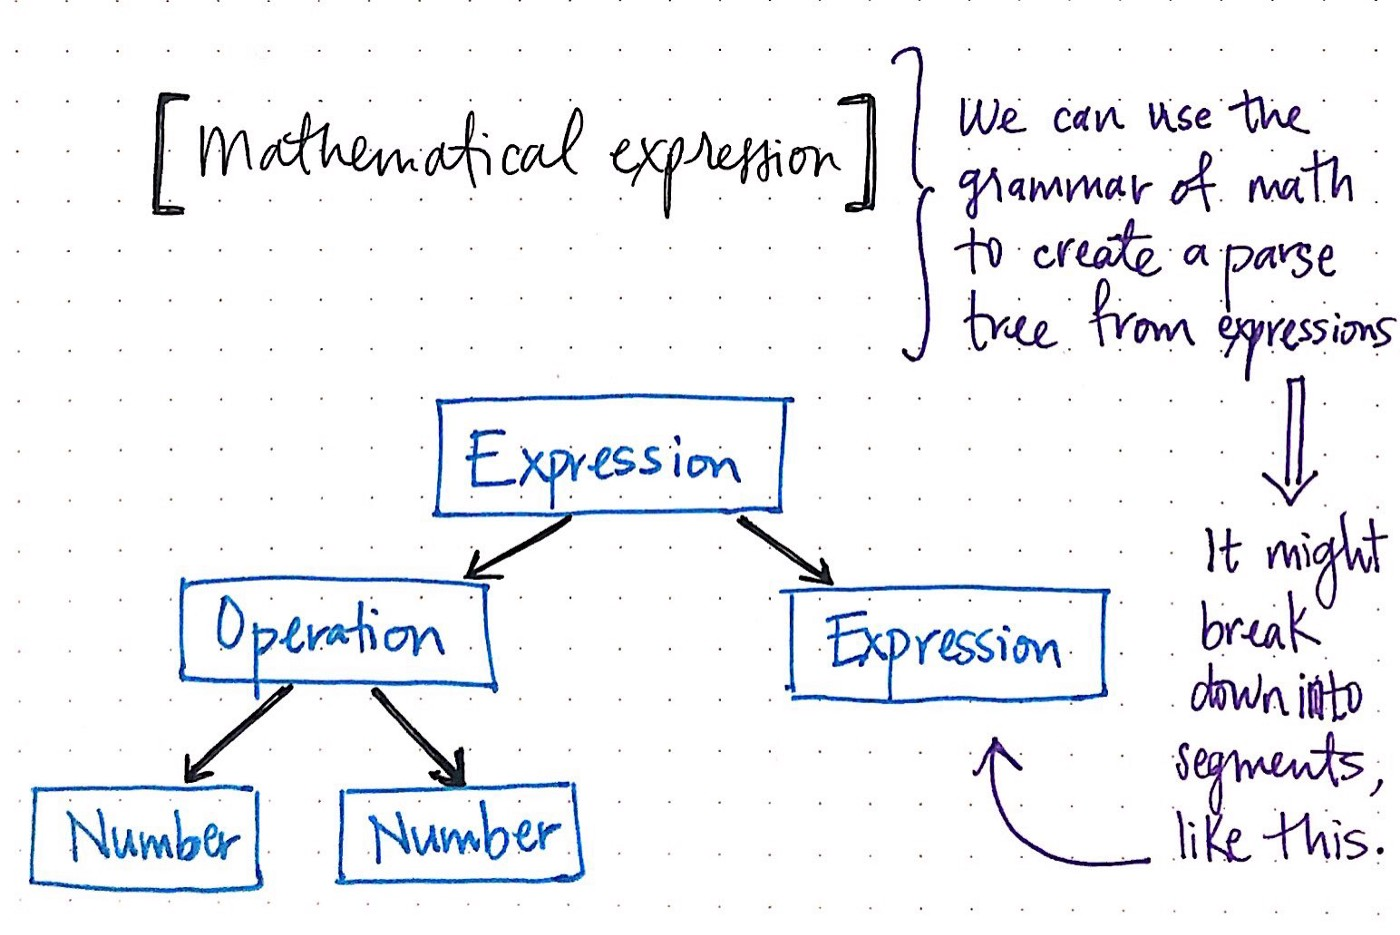 [Mathematical expression]
We can use the
grammar of math
to create a parse
tree from expressions
Expression
Operation
Expression
Number
Number
It might
break
down into
segments,
like this.